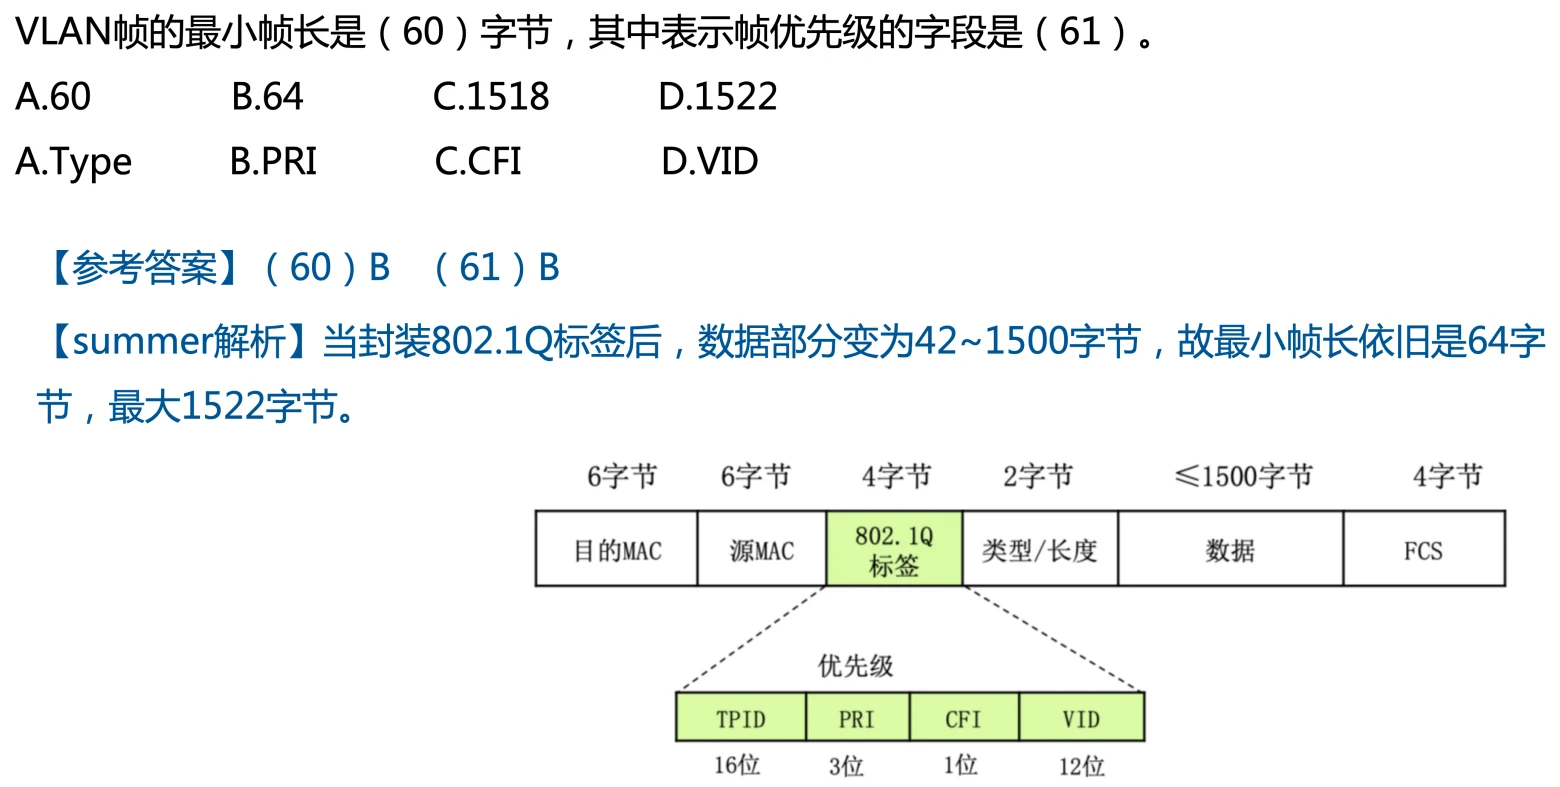 VLAN帧的最小帧长是（60）字节，其中表示帧优先级的字段是（61）。
A.60 B.64 C.1518 D.1522
A.Type B.PRI C.CFI D.VID
【参考答案】（60）B （61）B
【summer解析】当封装802.1Q标签后，数据部分变为42~1500字节，故最小帧长依旧是64字
节，最大1522字节。
6字节 6字节 4字节 2字节 ≤1500字节 4字节
目的MAC 源MAC 802.1Q 类型/长度 数据 FCS
标签
优先级
TPID PRI CFI VID
16位 3位 1位 12位